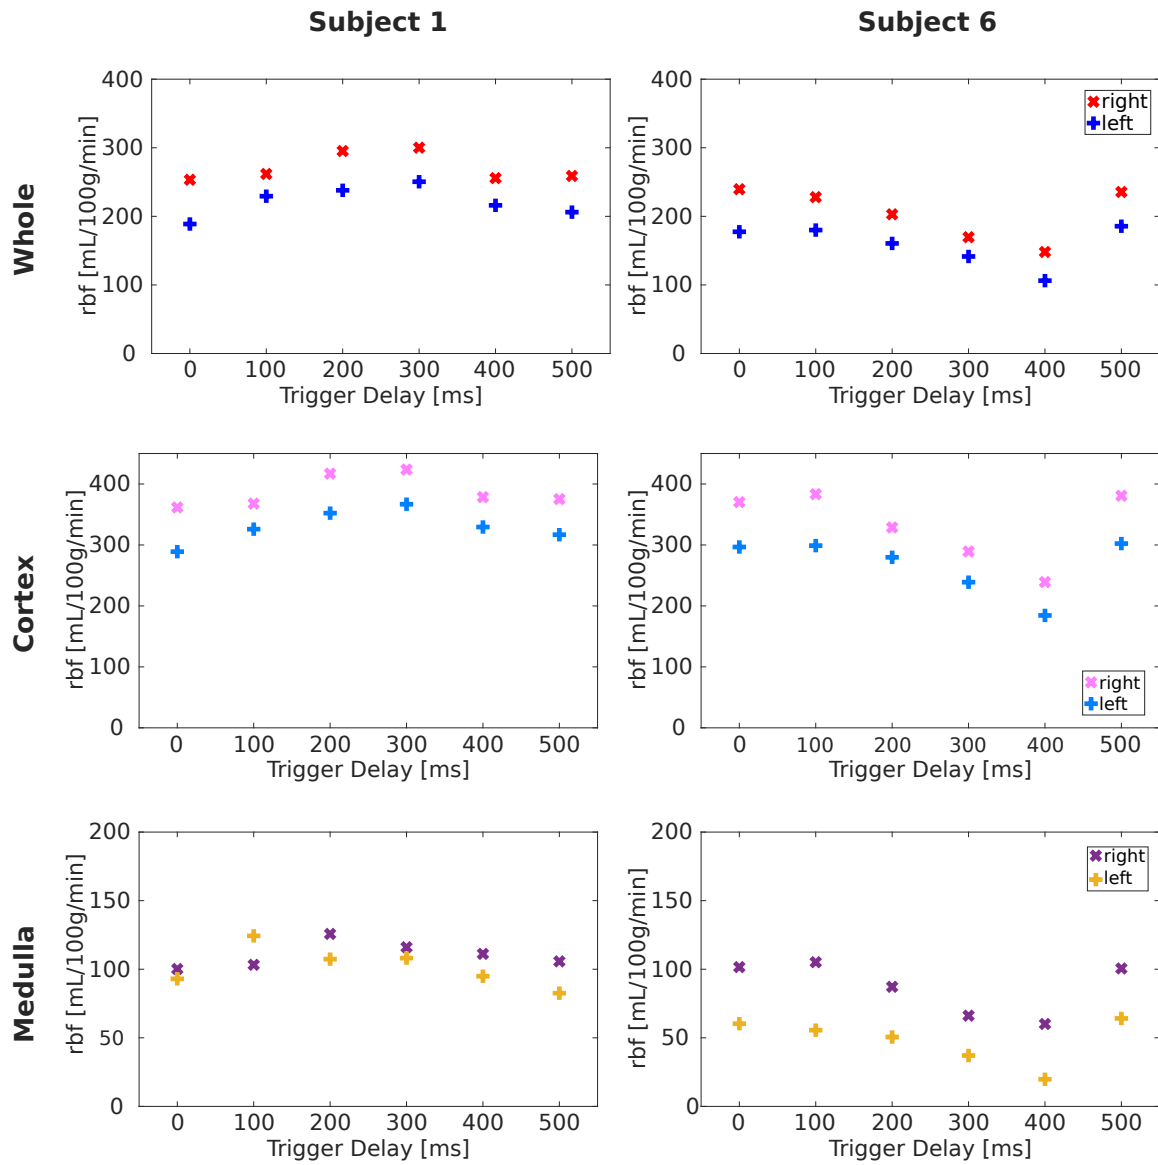 Subject 1
Subject 6
Whole
rbf [mL/100g/min]
400
300
200
100
0
0 100 200 300 400 500
Trigger Delay [ms]
rbf [mL/100g/min]
400
300
200
100
0
right
left
0 100 200 300 400 500
Trigger Delay [ms]
Cortex
rbf [mL/100g/min]
400
300
200
100
0
0 100 200 300 400 500
Trigger Delay [ms]
rbf [mL/100g/min]
400
300
200
100
0
right
left
0 100 200 300 400 500
Trigger Delay [ms]
Medulla
rbf [mL/100g/min]
200
150
100
50
0
0 100 200 300 400 500
Trigger Delay [ms]
rbf [mL/100g/min]
200
150
100
50
0
right
left
0 100 200 300 400 500
Trigger Delay [ms]